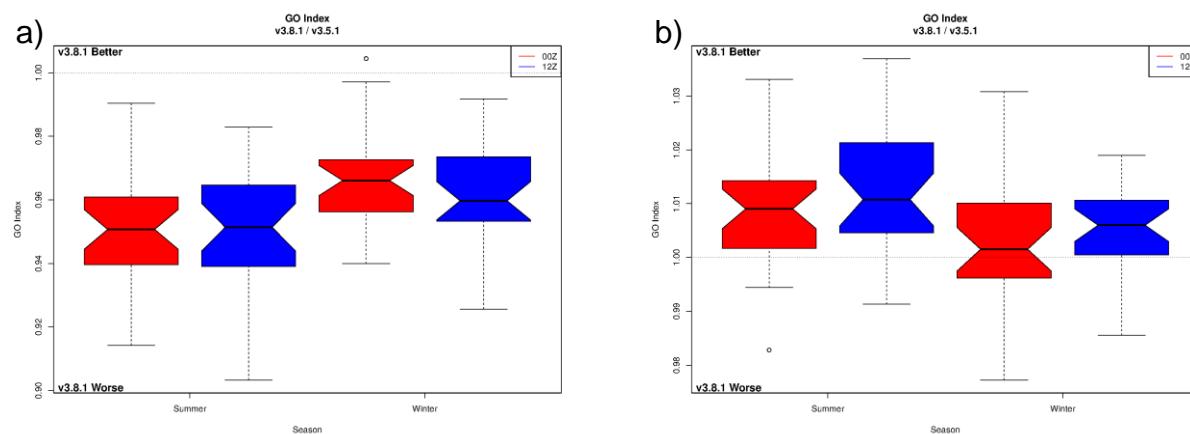 a)
GO Index
v3.8.1 / v3.5.1
v3.8.1 Better
00Z
12Z
1.00
0.98
0.96
0.94
0.92
0.90
GO Index
v3.8.1 Worse
Summer
Winter
Season
b)
GO Index
v3.8.1 / v3.5.1
v3.8.1 Better
00
12
1.03
1.02
1.01
1.00
0.99
0.98
GO Index
v3.8.1 Worse
Summer
Winter
Season